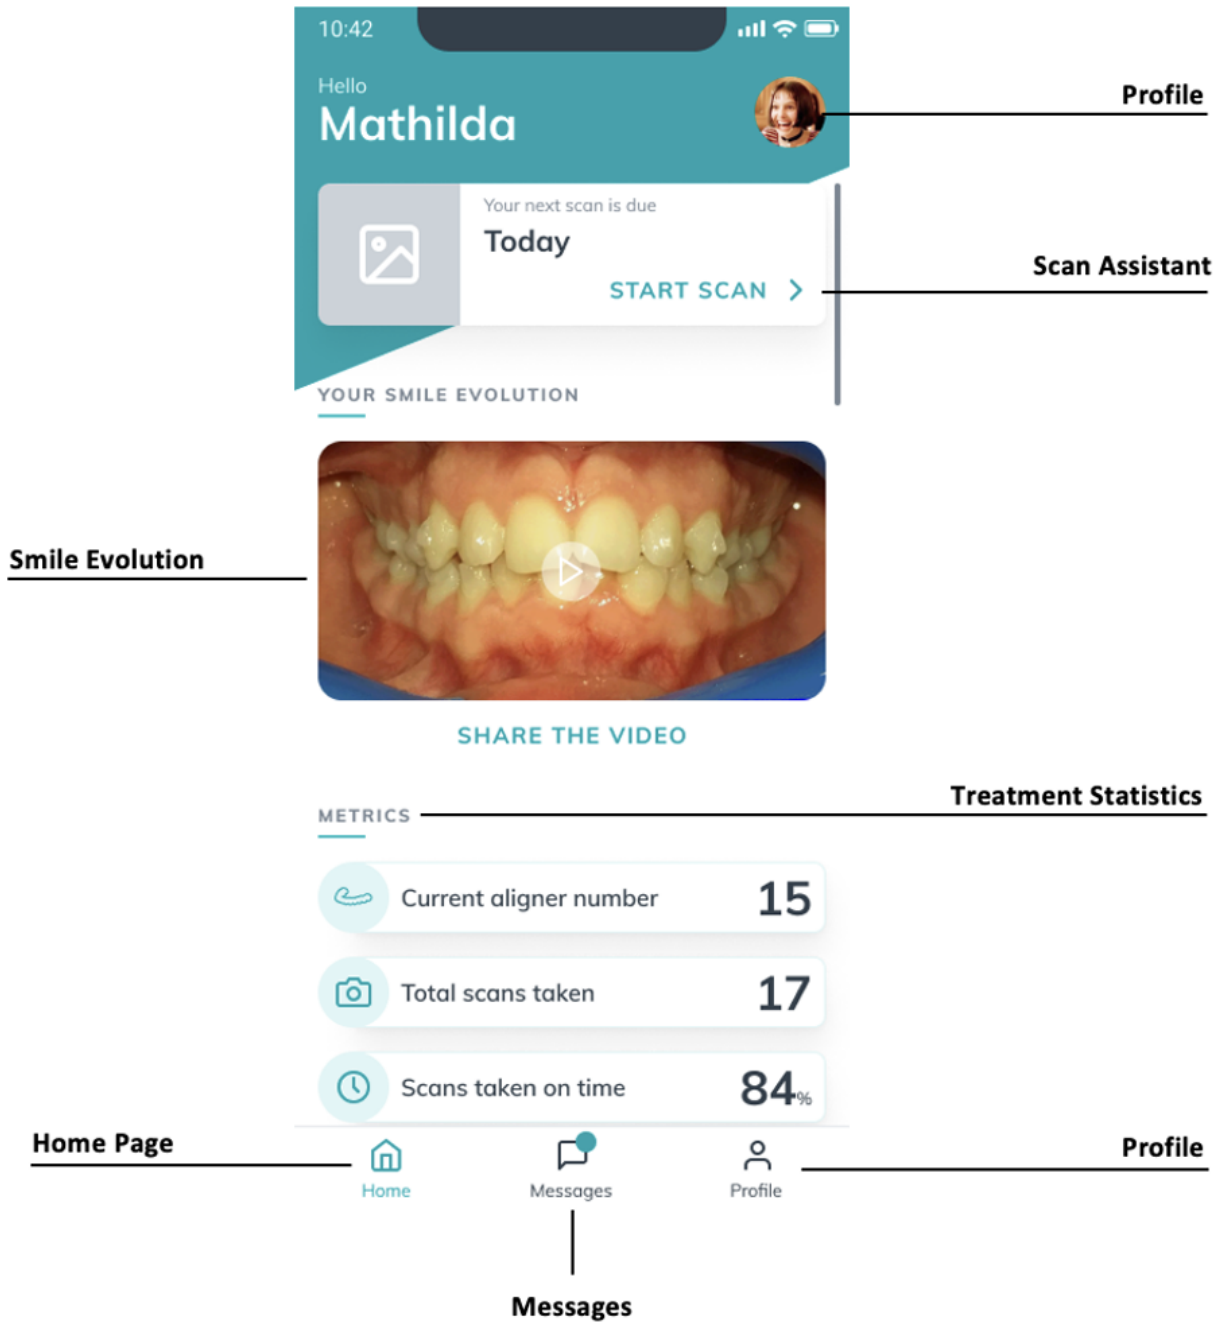 10:42
Hello
Mathilda
Profile
Your next scan is due
Today
START SCAN
Scan Assistant
YOUR SMILE EVOLUTION
Smile Evolution
SHARE THE VIDEO
Treatment Statistics
METRICS
Current aligner number 15
Total scans taken 17
Scans taken on time 84%
Home Page
Profile
Home Messages Profile
Messages